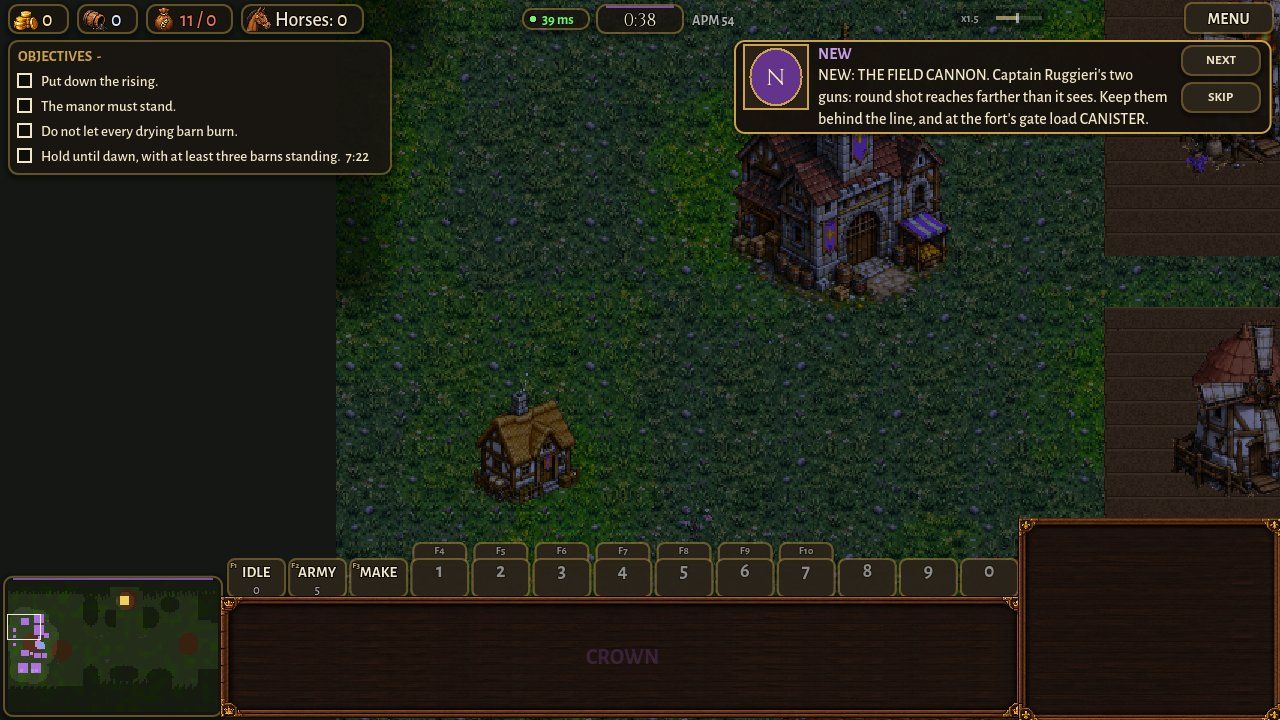 0
0
11 / 0
Horses: 0
39 ms
0:38
APM 54
x1.5
MENU
OBJECTIVES -
Put down the rising.
The manor must stand.
Do not let every drying barn burn.
Hold until dawn, with at least three barns standing. 7:22
N
NEW
NEW: THE FIELD CANNON. Captain Ruggieri's two
guns: round shot reaches farther than it sees. Keep them
behind the line, and at the fort's gate load CANISTER.
NEXT
SKIP
F4
F5
F6
F7
F8
F9
F10
F1
IDLE
0
F2
ARMY
5
F3
MAKE
1
2
3
4
5
6
7
8
9
0
CROWN